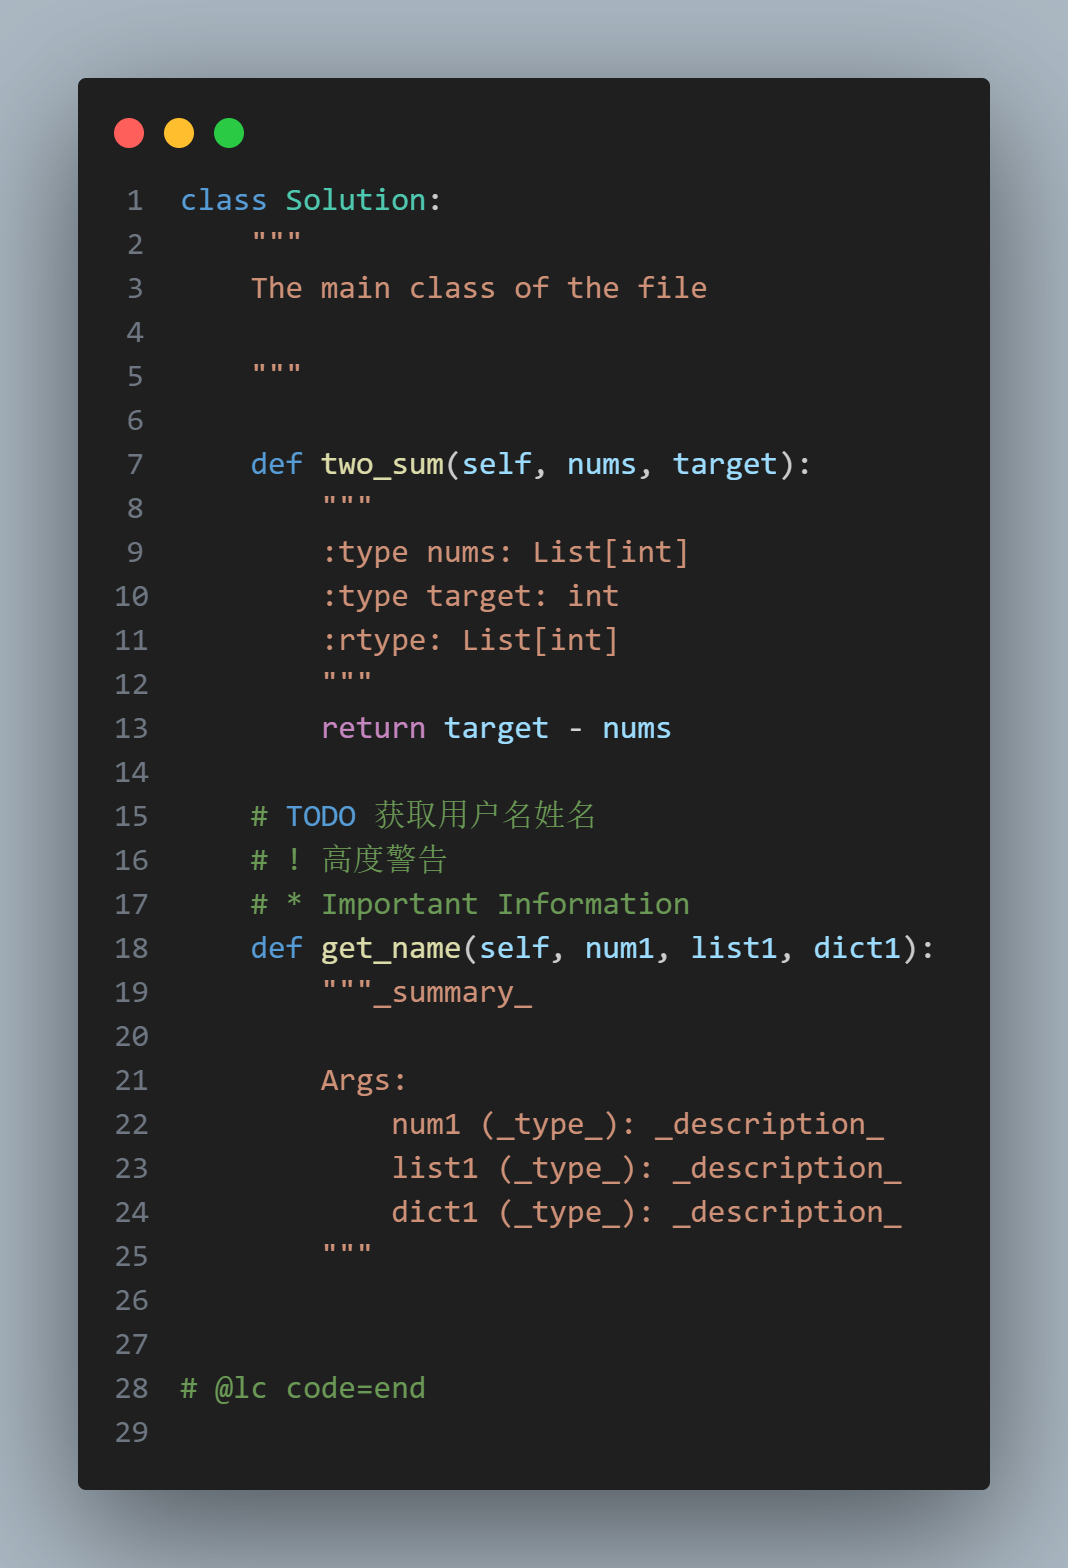 1 class Solution:
2     """
3     The main class of the file
4
5     """
6
7     def two_sum(self, nums, target):
8         """
9         :type nums: List[int]
10         :type target: int
11         :rtype: List[int]
12         """
13         return target - nums
14
15     # TODO 获取用户名姓名
16     # ! 高度警告
17     # * Important Information
18     def get_name(self, num1, list1, dict1):
19         """_summary_
20
21         Args:
22             num1 (_type_): _description_
23             list1 (_type_): _description_
24             dict1 (_type_): _description_
25         """
26
27
28 # @lc code=end
29